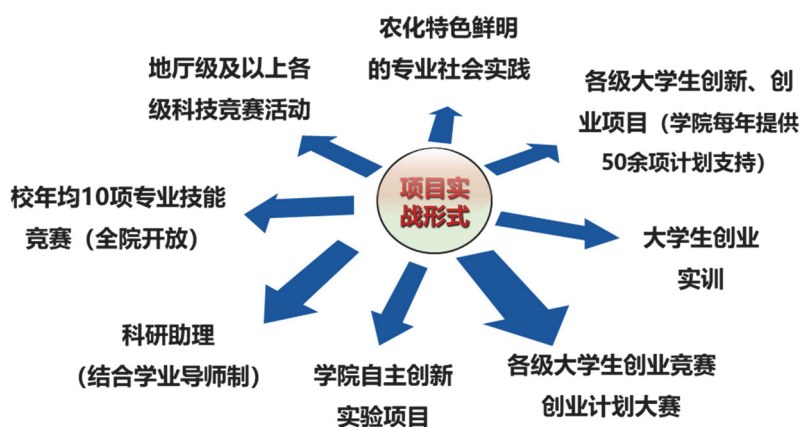 农化特色鲜明
的专业社会实践
地厅级及以上各
级科技竞赛活动
各级大学生创新、创
业项目（学院每年提供
50余项计划支持）
项目实
战形式
校年均10项专业技能
竞赛（全院开放）
大学生创业
实训
科研助理
（结合学业导师制）
学院自主创新
实验项目
各级大学生创业竞赛
创业计划大赛